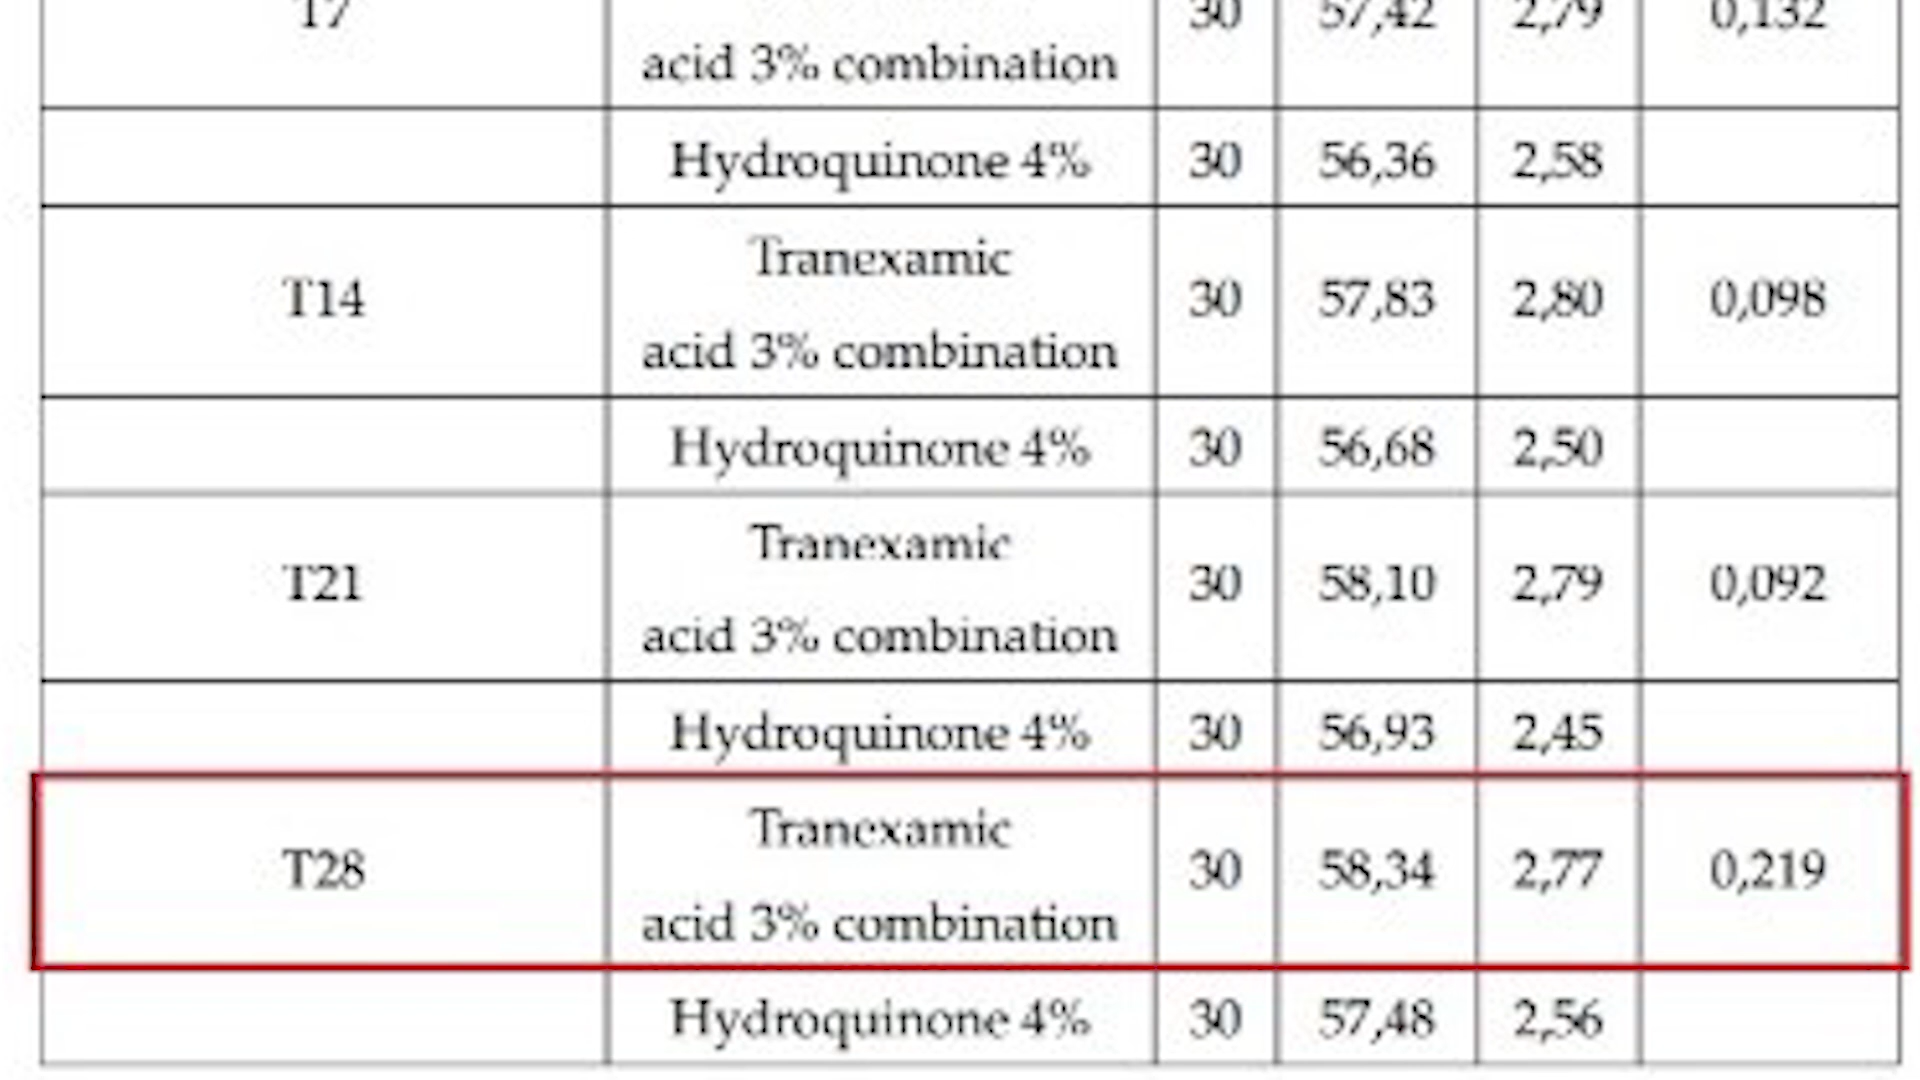 T7 30 57,42 2,79 0,132
acid 3% combination
Hydroquinone 4% 30 56,36 2,58
Tranexamic
T14 30 57,83 2,80 0,098
acid 3% combination
Hydroquinone 4% 30 56,68 2,50
Tranexamic
T21 30 58,10 2,79 0,092
acid 3% combination
Hydroquinone 4% 30 56,93 2,45
Tranexamic
T28 30 58,34 2,77 0,219
acid 3% combination
Hydroquinone 4% 30 57,48 2,56